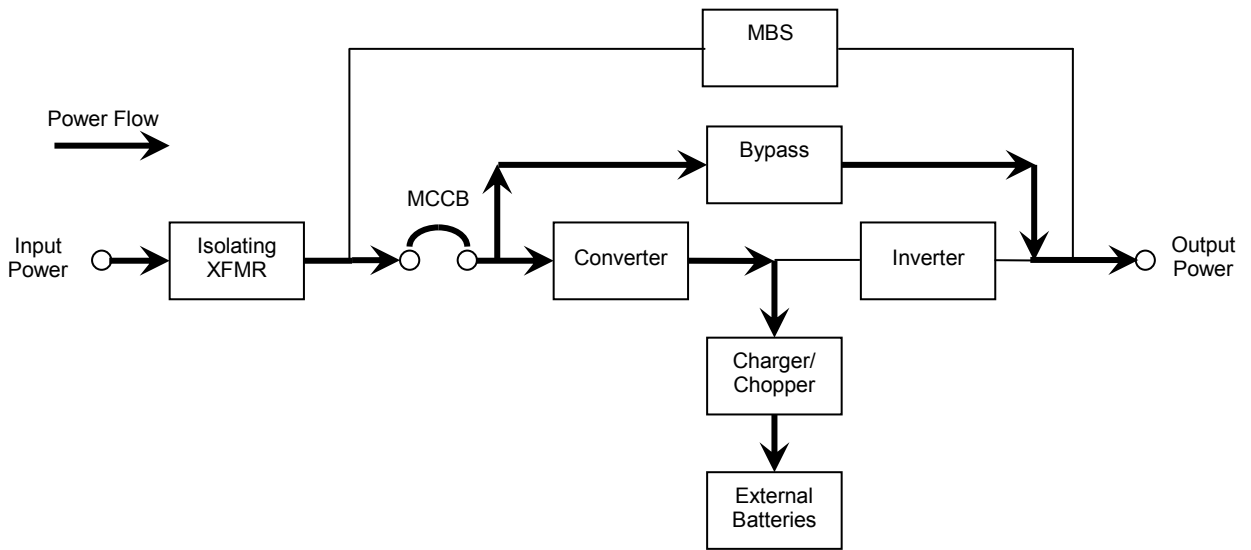 MBS
Power Flow
Bypass
MCCB
Input
Power
Isolating
XFMR
Converter
Inverter
Output
Power
Charger/
Chopper
External
Batteries